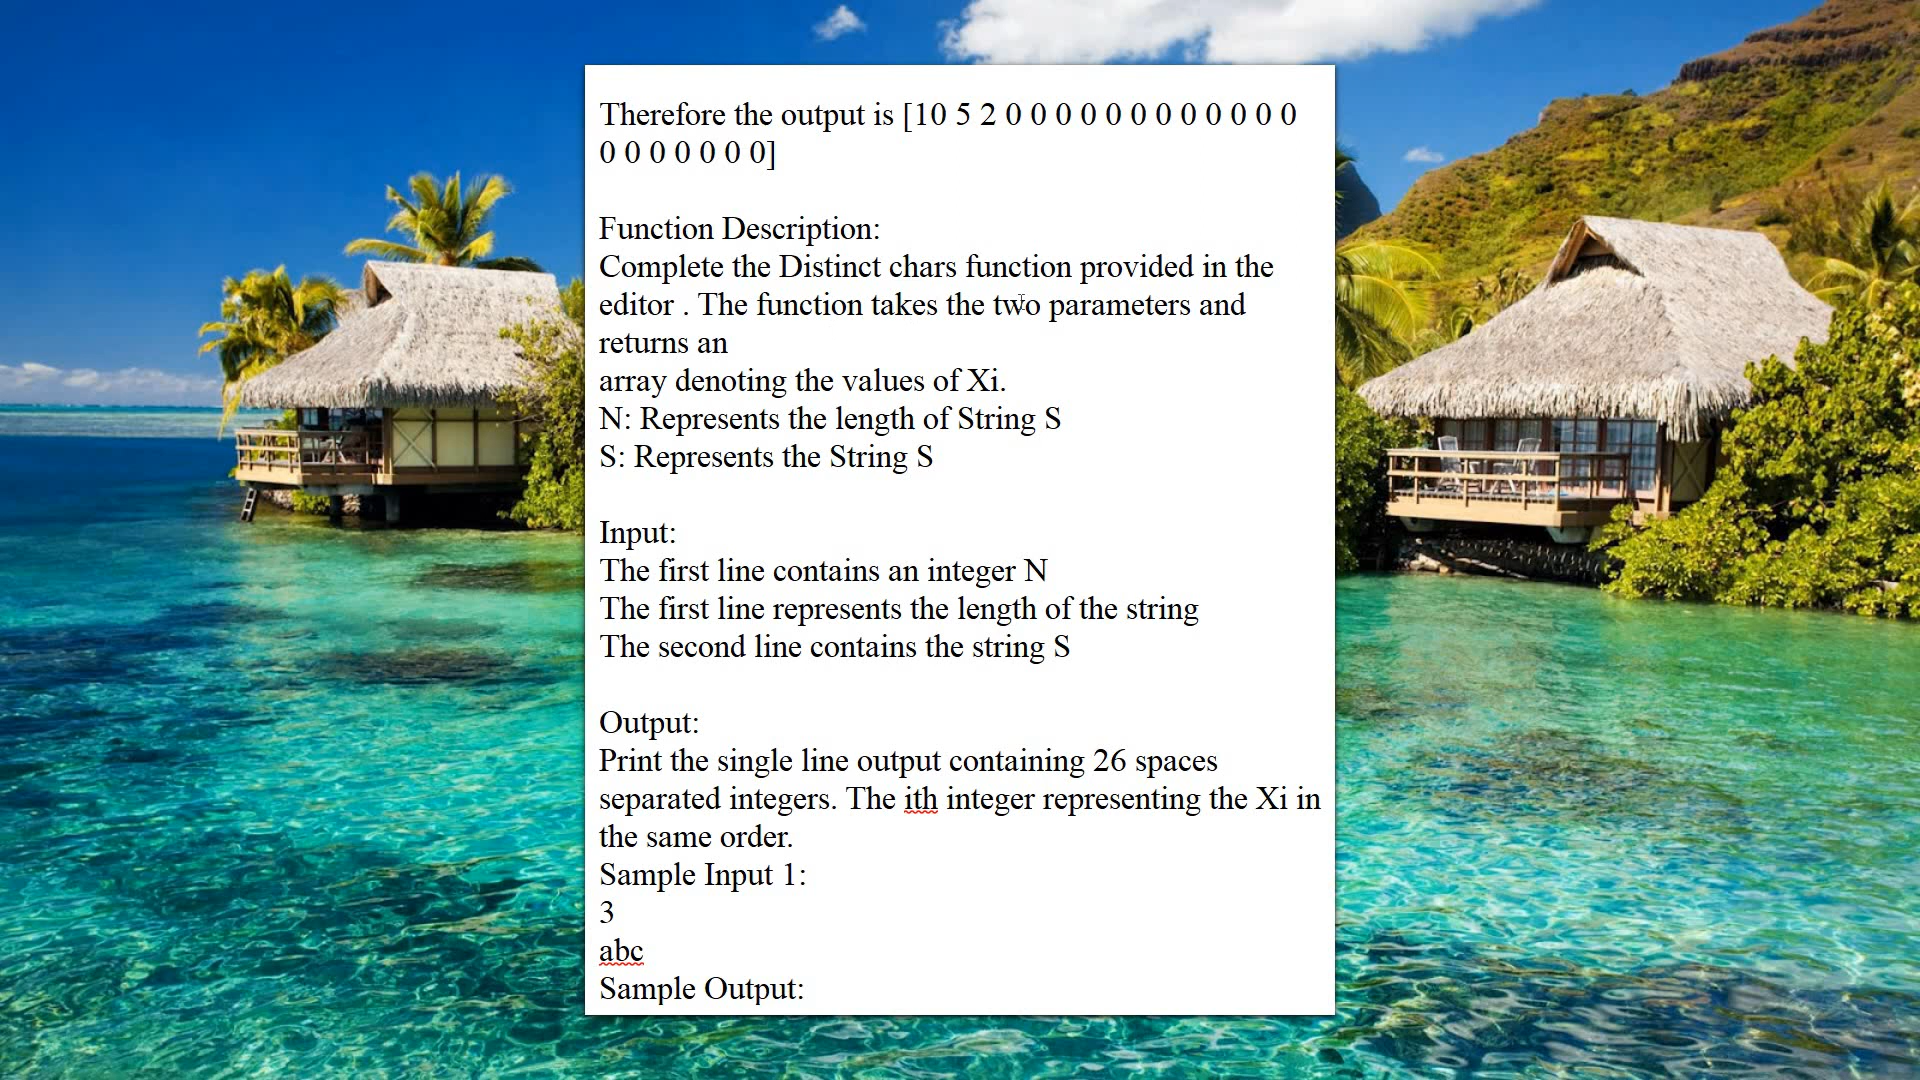 Therefore the output is [10 5 2 0 0 0 0 0 0 0 0 0 0 0 0
0 0 0 0 0 0 0]
Function Description:
Complete the Distinct chars function provided in the
editor . The function takes the two parameters and
returns an
array denoting the values of Xi.
N: Represents the length of String S
S: Represents the String S
Input:
The first line contains an integer N
The first line represents the length of the string
The second line contains the string S
Output:
Print the single line output containing 26 spaces
separated integers. The ith integer representing the Xi in
the same order.
Sample Input 1:
3
abc
Sample Output: